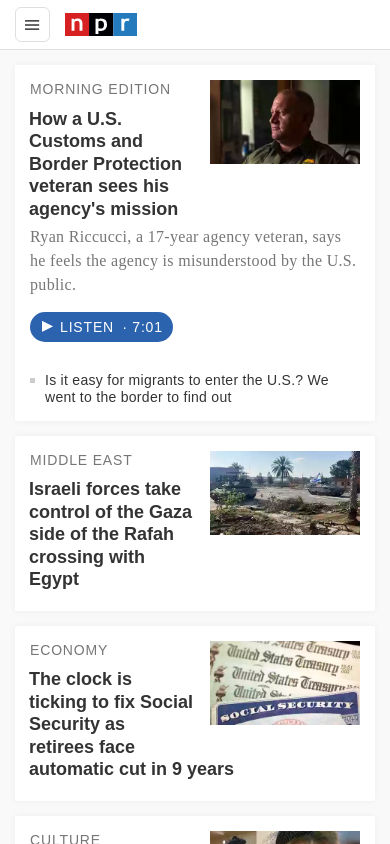 npr
MORNING EDITION
How a U.S.
Customs and
Border Protection
veteran sees his
agency's mission
Ryan Riccucci, a 17-year agency veteran, says
he feels the agency is misunderstood by the U.S.
public.
LISTEN · 7:01
Is it easy for migrants to enter the U.S.? We
went to the border to find out
MIDDLE EAST
Israeli forces take
control of the Gaza
side of the Rafah
crossing with
Egypt
ECONOMY
The clock is
ticking to fix Social
Security as
retirees face
automatic cut in 9 years
United States Treasury
United States Treasury
United States Treasury
SOCIAL SECURITY
CULTURE